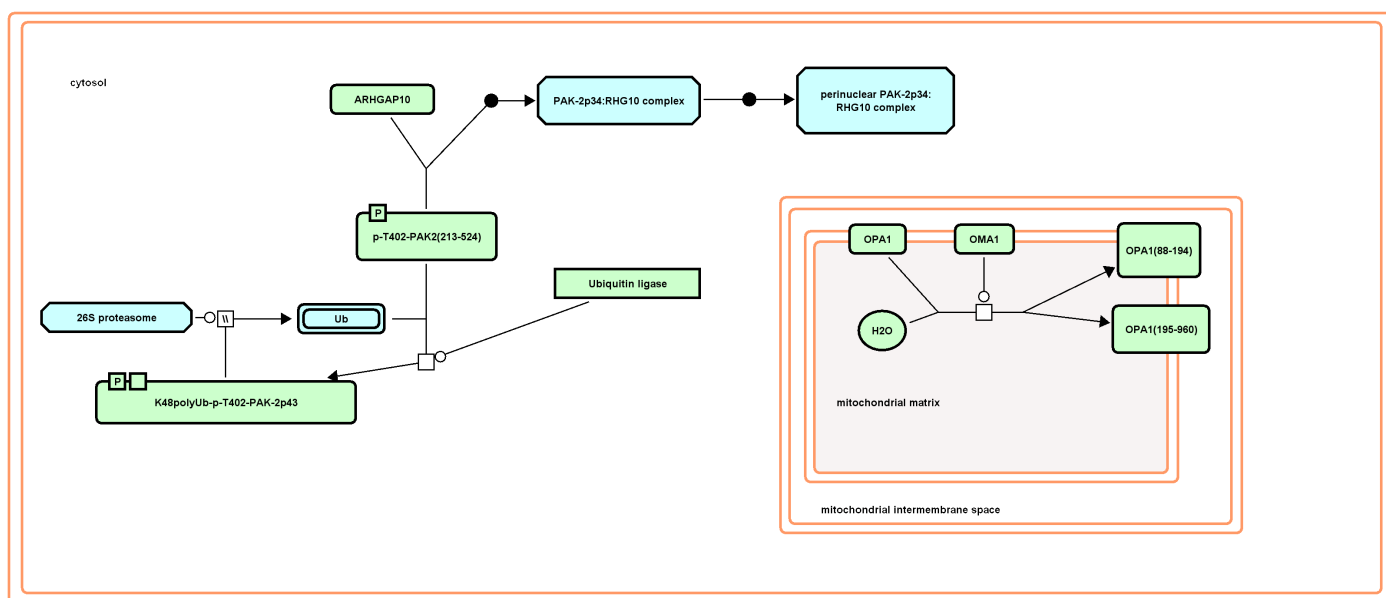 cytosol
ARHGAP10
PAK-2p34:RHG10 complex
perinuclear PAK-2p34:
RHG10 complex
P
p-T402-PAK2(213-524)
OPA1
OMA1
OPA1(88-194)
Ubiquitin ligase
26S proteasome
\\
Ub
H2O
OPA1(195-960)
P
K48polyUb-p-T402-PAK-2p43
mitochondrial matrix
mitochondrial intermembrane space